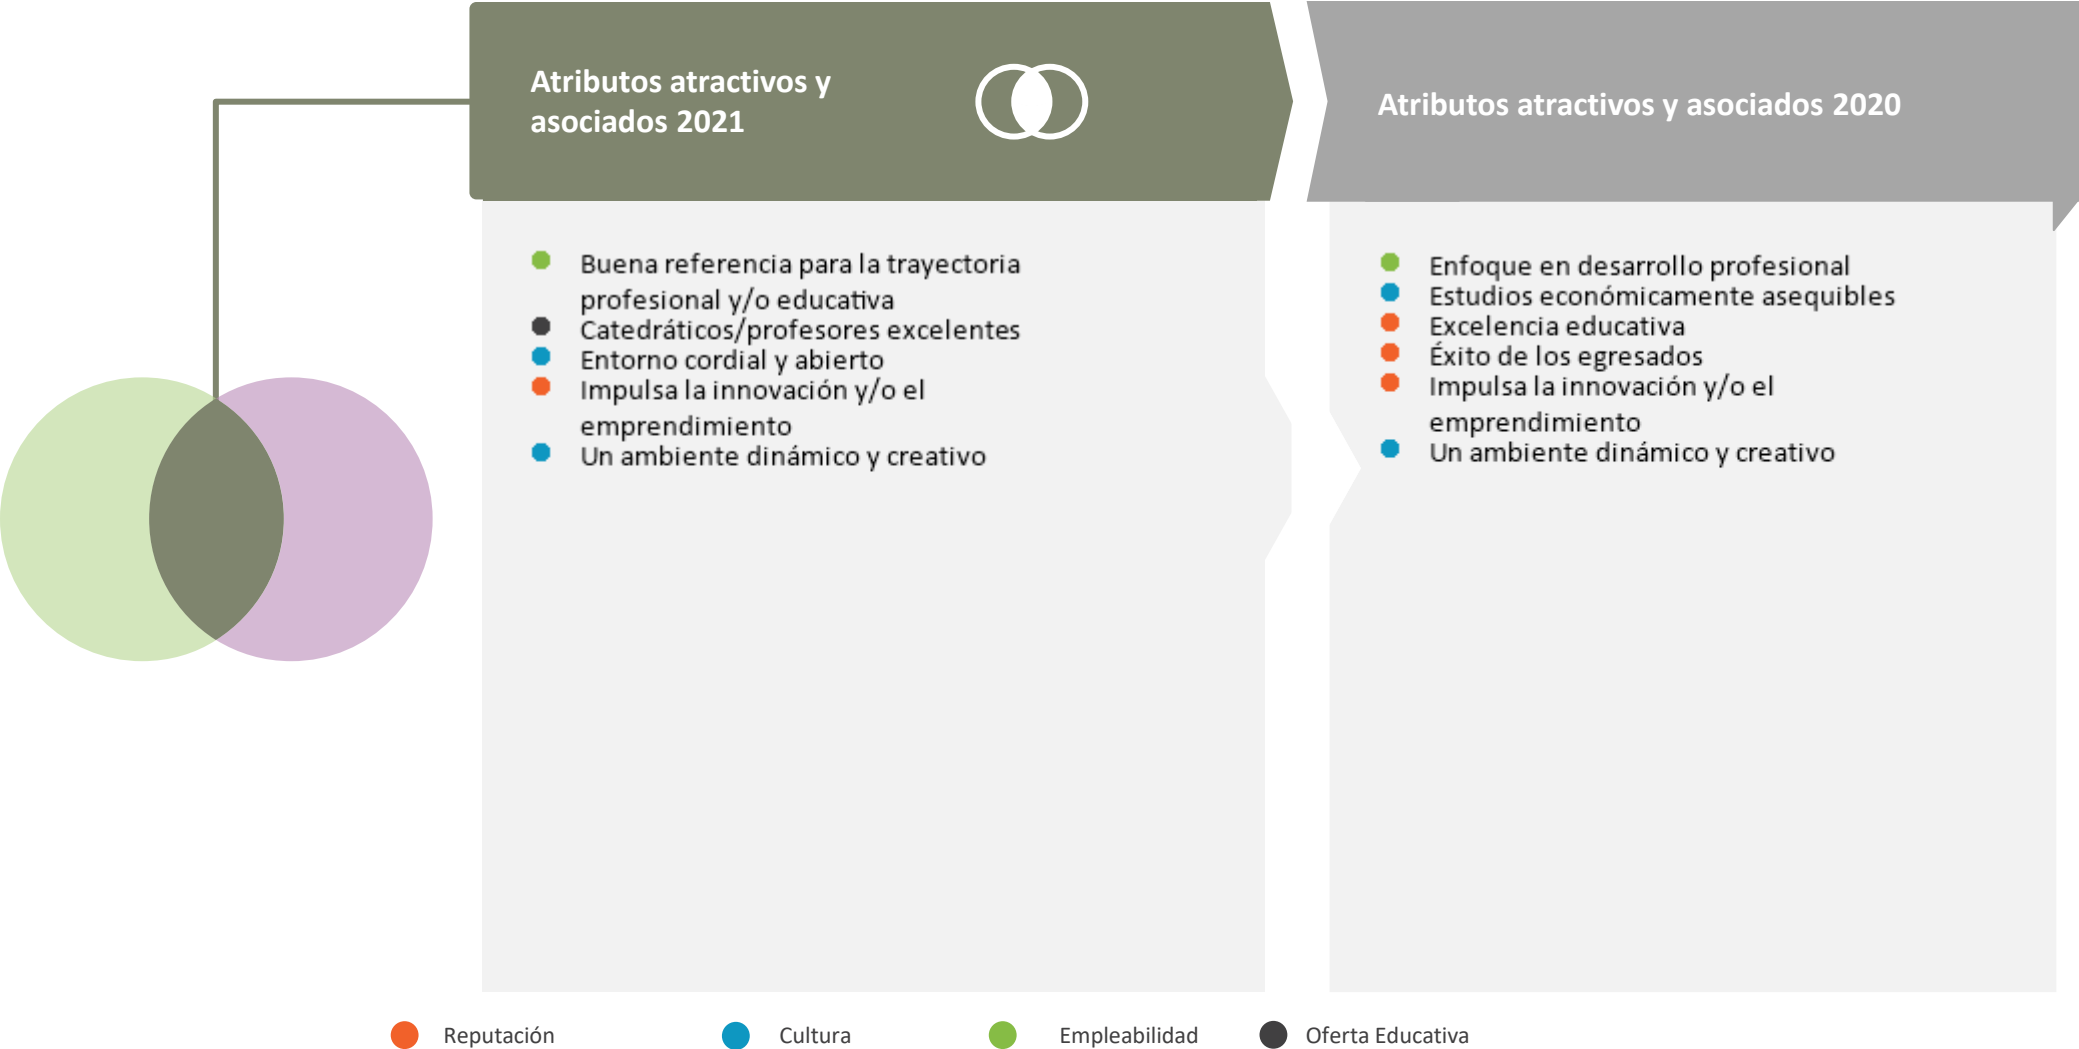 Atributos atractivos y
asociados 2021
Atributos atractivos y asociados 2020
Buena referencia para la trayectoria
profesional y/o educativa
Catedráticos/profesores excelentes
Entorno cordial y abierto
Impulsa la innovación y/o el
emprendimiento
Un ambiente dinámico y creativo
Enfoque en desarrollo profesional
Estudios económicamente asequibles
Excelencia educativa
Éxito de los egresados
Impulsa la innovación y/o el
emprendimiento
Un ambiente dinámico y creativo
Reputación
Cultura
Empleabilidad
Oferta Educativa